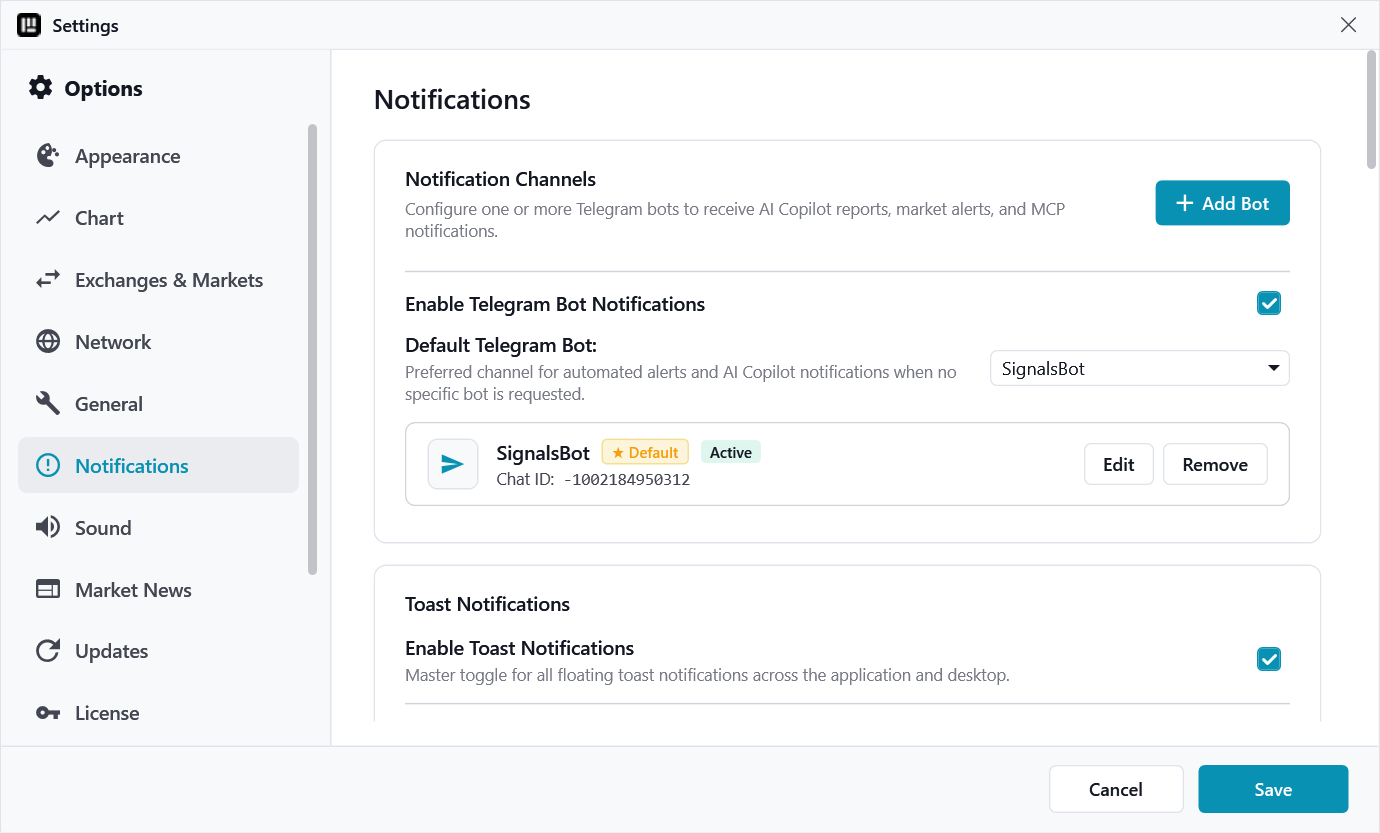 Settings
Options
Appearance
Chart
Exchanges & Markets
Network
General
Notifications
Sound
Market News
Updates
License
Notifications
Notification Channels
Configure one or more Telegram bots to receive AI Copilot reports, market alerts, and MCP
notifications.
Add Bot
Enable Telegram Bot Notifications
Default Telegram Bot:
Preferred channel for automated alerts and AI Copilot notifications when no
specific bot is requested.
SignalsBot
SignalsBot ★ Default Active
Chat ID: -1002184950312
Edit
Remove
Toast Notifications
Enable Toast Notifications
Master toggle for all floating toast notifications across the application and desktop.
Cancel
Save